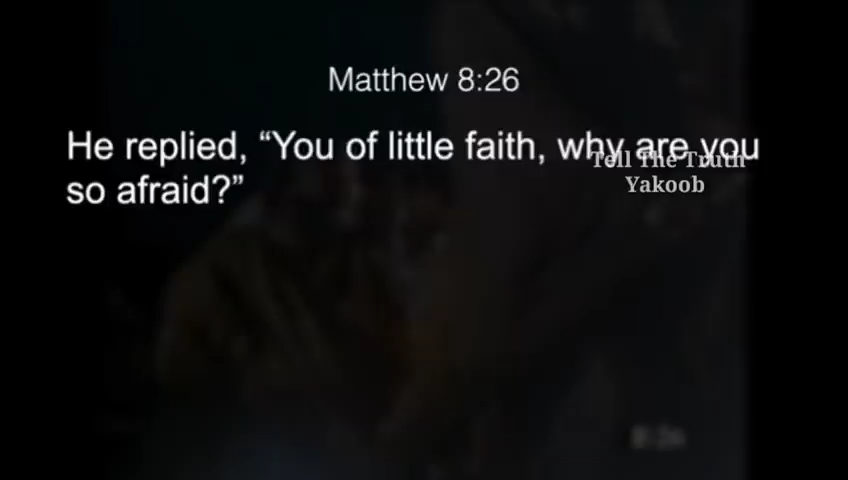 Matthew 8:26
He replied, “You of little faith, why are you
so afraid?”
Tell The Truth
Yakoob